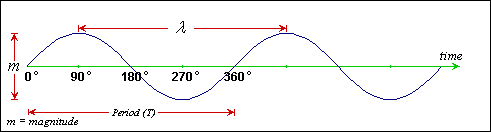 λ
time
m
0° 90° 180° 270° 360°
Period (T)
m = magnitude